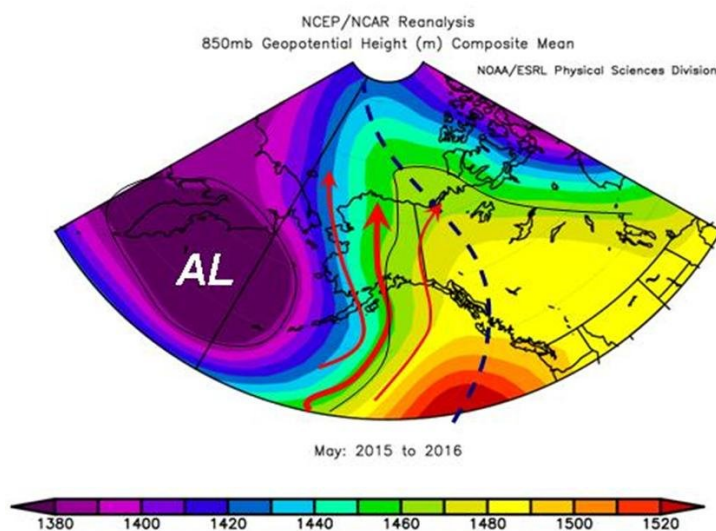 NCEP/NCAR Reanalysis
850mb Geopotential Height (m) Composite Mean
NOAA/ESRL Physical Sciences Division
AL
May: 2015 to 2016
1380 1400 1420 1440 1460 1480 1500 1520